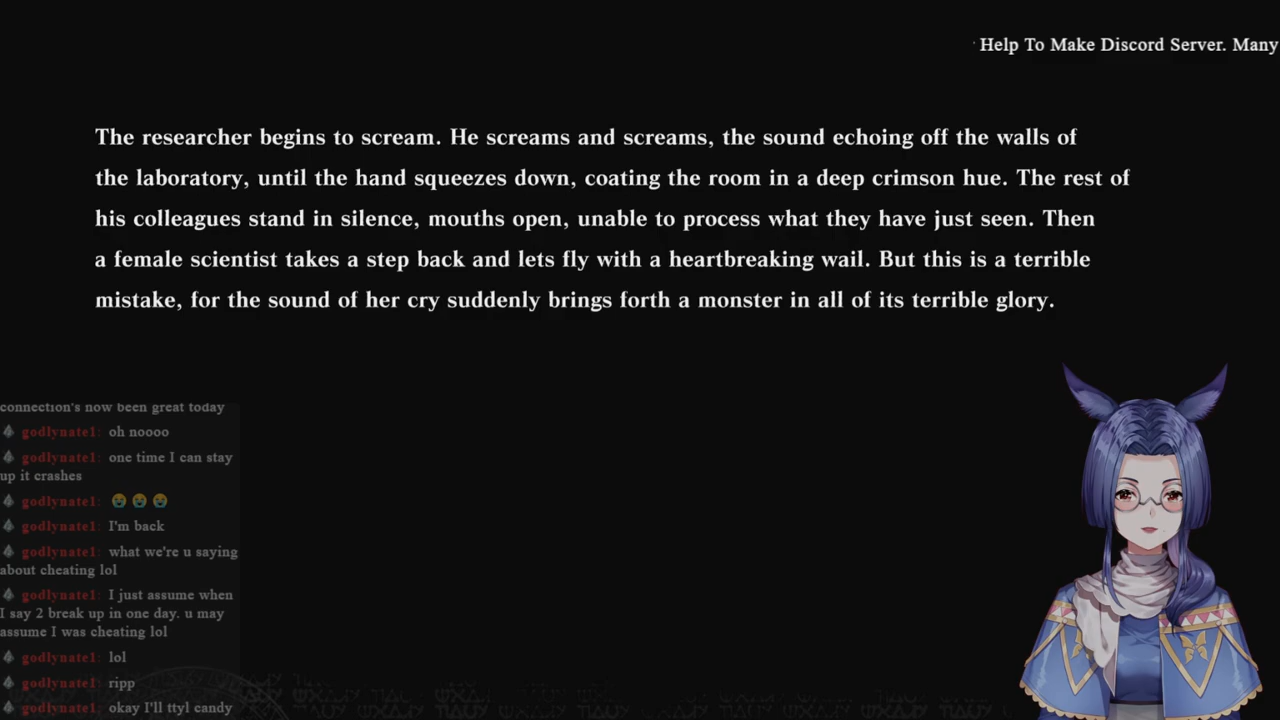 Help To Make Discord Server. Many
The researcher begins to scream. He screams and screams, the sound echoing off the walls of
the laboratory, until the hand squeezes down, coating the room in a deep crimson hue. The rest of
his colleagues stand in silence, mouths open, unable to process what they have just seen. Then
a female scientist takes a step back and lets fly with a heartbreaking wail. But this is a terrible
mistake, for the sound of her cry suddenly brings forth a monster in all of its terrible glory.
connection's now been great today
godlynate1: oh noooo
godlynate1: one time I can stay
up it crashes
godlynate1: 😭 😭 😭
godlynate1: I'm back
godlynate1: what we're u saying
about cheating lol
godlynate1: I just assume when
I say 2 break up in one day. u may
assume I was cheating lol
godlynate1: lol
godlynate1: ripp
godlynate1: okay I'll ttyl candy